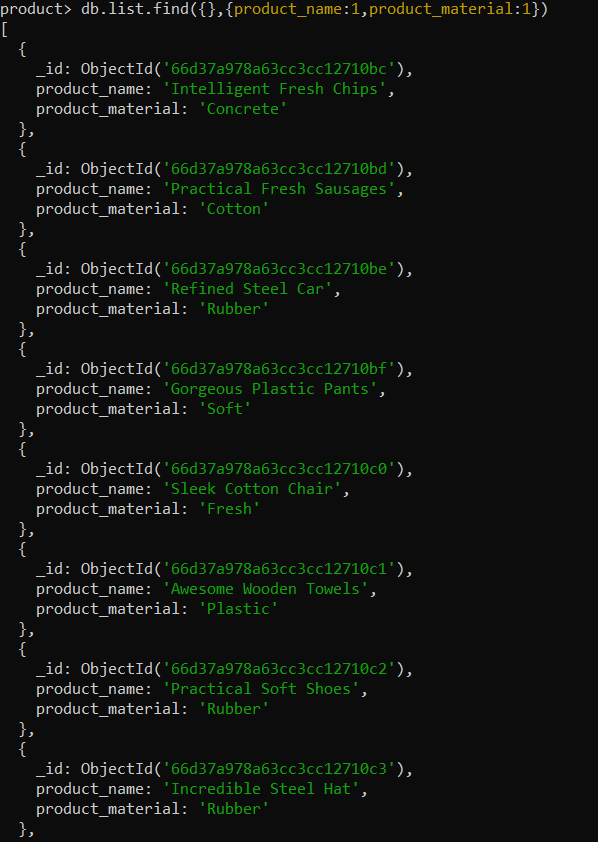 product> db.list.find({},{product_name:1,product_material:1})
[
  {
    _id: ObjectId('66d37a978a63cc3cc12710bc'),
    product_name: 'Intelligent Fresh Chips',
    product_material: 'Concrete'
  },
  {
    _id: ObjectId('66d37a978a63cc3cc12710bd'),
    product_name: 'Practical Fresh Sausages',
    product_material: 'Cotton'
  },
  {
    _id: ObjectId('66d37a978a63cc3cc12710be'),
    product_name: 'Refined Steel Car',
    product_material: 'Rubber'
  },
  {
    _id: ObjectId('66d37a978a63cc3cc12710bf'),
    product_name: 'Gorgeous Plastic Pants',
    product_material: 'Soft'
  },
  {
    _id: ObjectId('66d37a978a63cc3cc12710c0'),
    product_name: 'Sleek Cotton Chair',
    product_material: 'Fresh'
  },
  {
    _id: ObjectId('66d37a978a63cc3cc12710c1'),
    product_name: 'Awesome Wooden Towels',
    product_material: 'Plastic'
  },
  {
    _id: ObjectId('66d37a978a63cc3cc12710c2'),
    product_name: 'Practical Soft Shoes',
    product_material: 'Rubber'
  },
  {
    _id: ObjectId('66d37a978a63cc3cc12710c3'),
    product_name: 'Incredible Steel Hat',
    product_material: 'Rubber'
  },